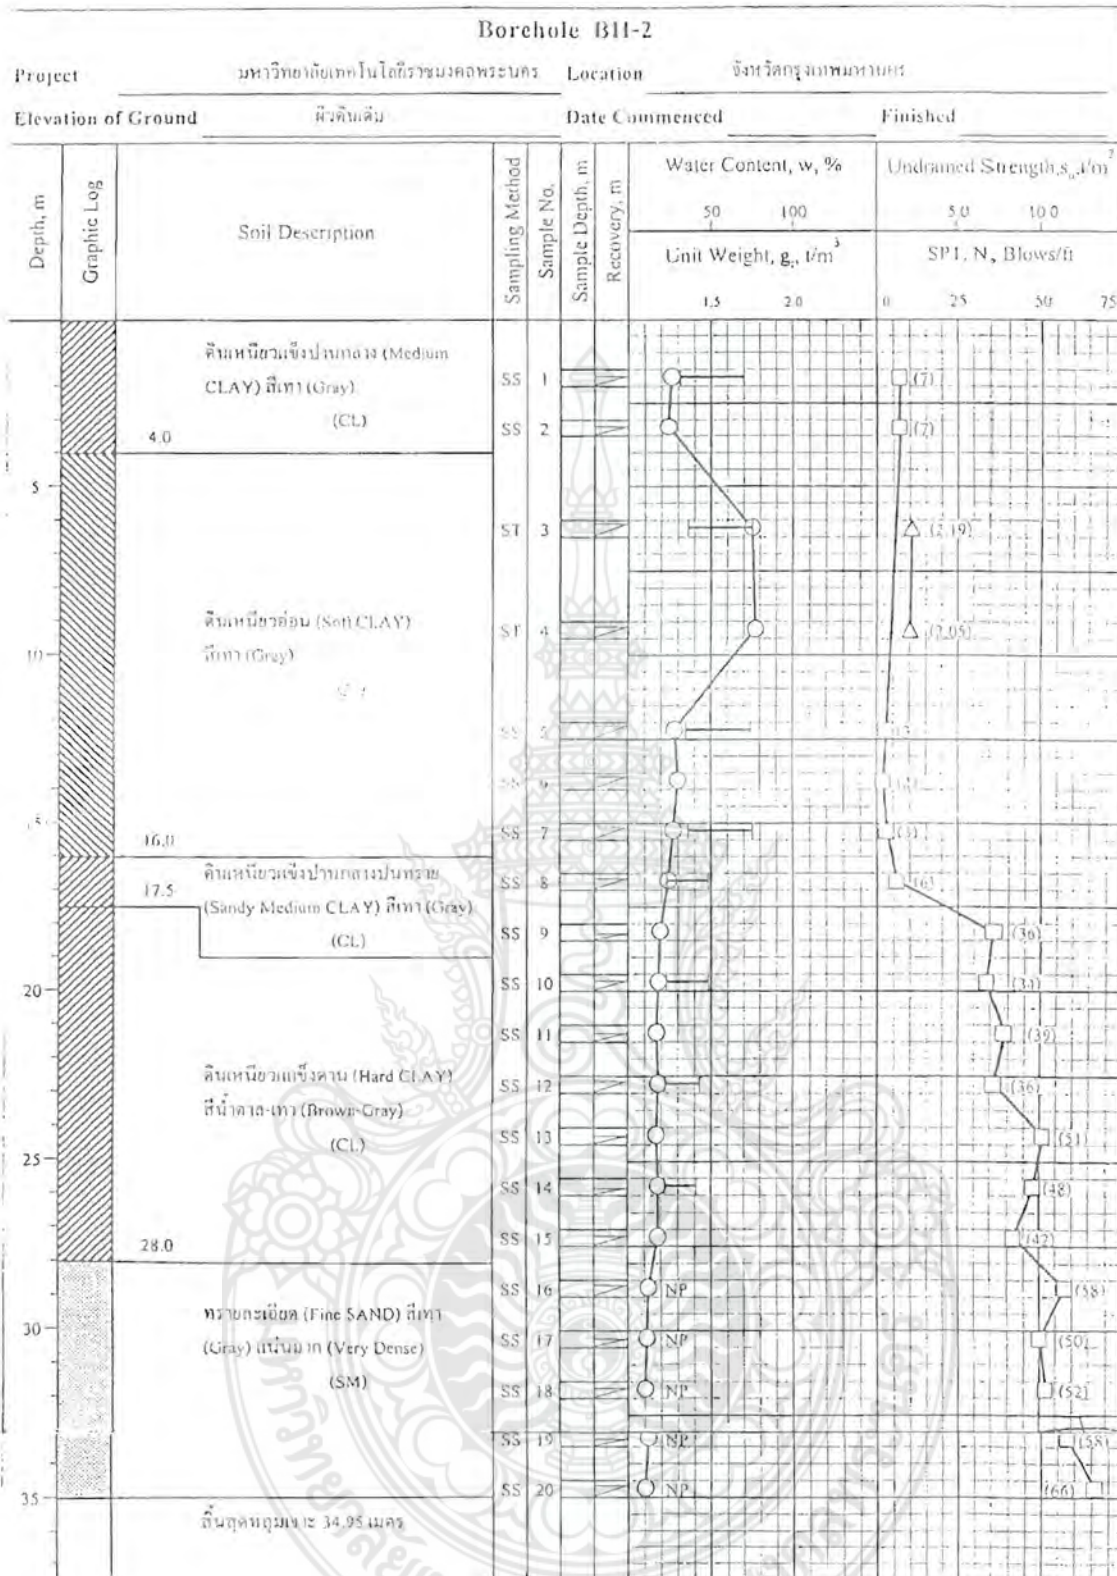 Borehole BH-2
Project มหาวิทยาลัยเทคโนโลยีราชมงคลพระนคร Location จังหวัดกรุงเทพมหานคร
Elevation of Ground ผิวดินเดิม Date Commenced Finished
Depth, m
Graphic Log
Soil Description
Sampling Method
Sample No.
Sample Depth, m
Recovery, m
Water Content, w, %
50 100
Unit Weight, g, t/m³
1.5 2.0
Undrained Strength, s, t/m²
5.0 10.0
SPT, N, Blows/ft
0 25 50 75
ดินเหนียวแข็งปานกลาง (Medium
CLAY) สีเทา (Gray)
(CL)
4.0
SS 1 (7)
SS 2 (7)
5
ST 3 (2.19)
ดินเหนียวอ่อน (Soft CLAY)
สีเทา (Gray)
ST 4 (2.05)
10
16.0
SS 7 (3)
ดินเหนียวแข็งปานกลางปนทราย
17.5
(Sandy Medium CLAY) สีเทา (Gray)
(CL)
SS 8 (6)
SS 9 (36)
20
SS 10 (34)
SS 11 (39)
ดินเหนียวแข็งดาน (Hard CLAY)
สีน้ำตาล-เทา (Brown-Gray)
(CL)
SS 12 (36)
SS 13 (51)
25
SS 14 (48)
SS 15 (42)
28.0
SS 16 NP (58)
ทรายละเอียด (Fine SAND) สีเทา
(Gray) แน่นมาก (Very Dense)
(SM)
30
SS 17 NP (50)
SS 18 NP (52)
SS 19 NP (58)
SS 20 NP (66)
35
สิ้นสุดหลุมเจาะ 34.95 เมตร